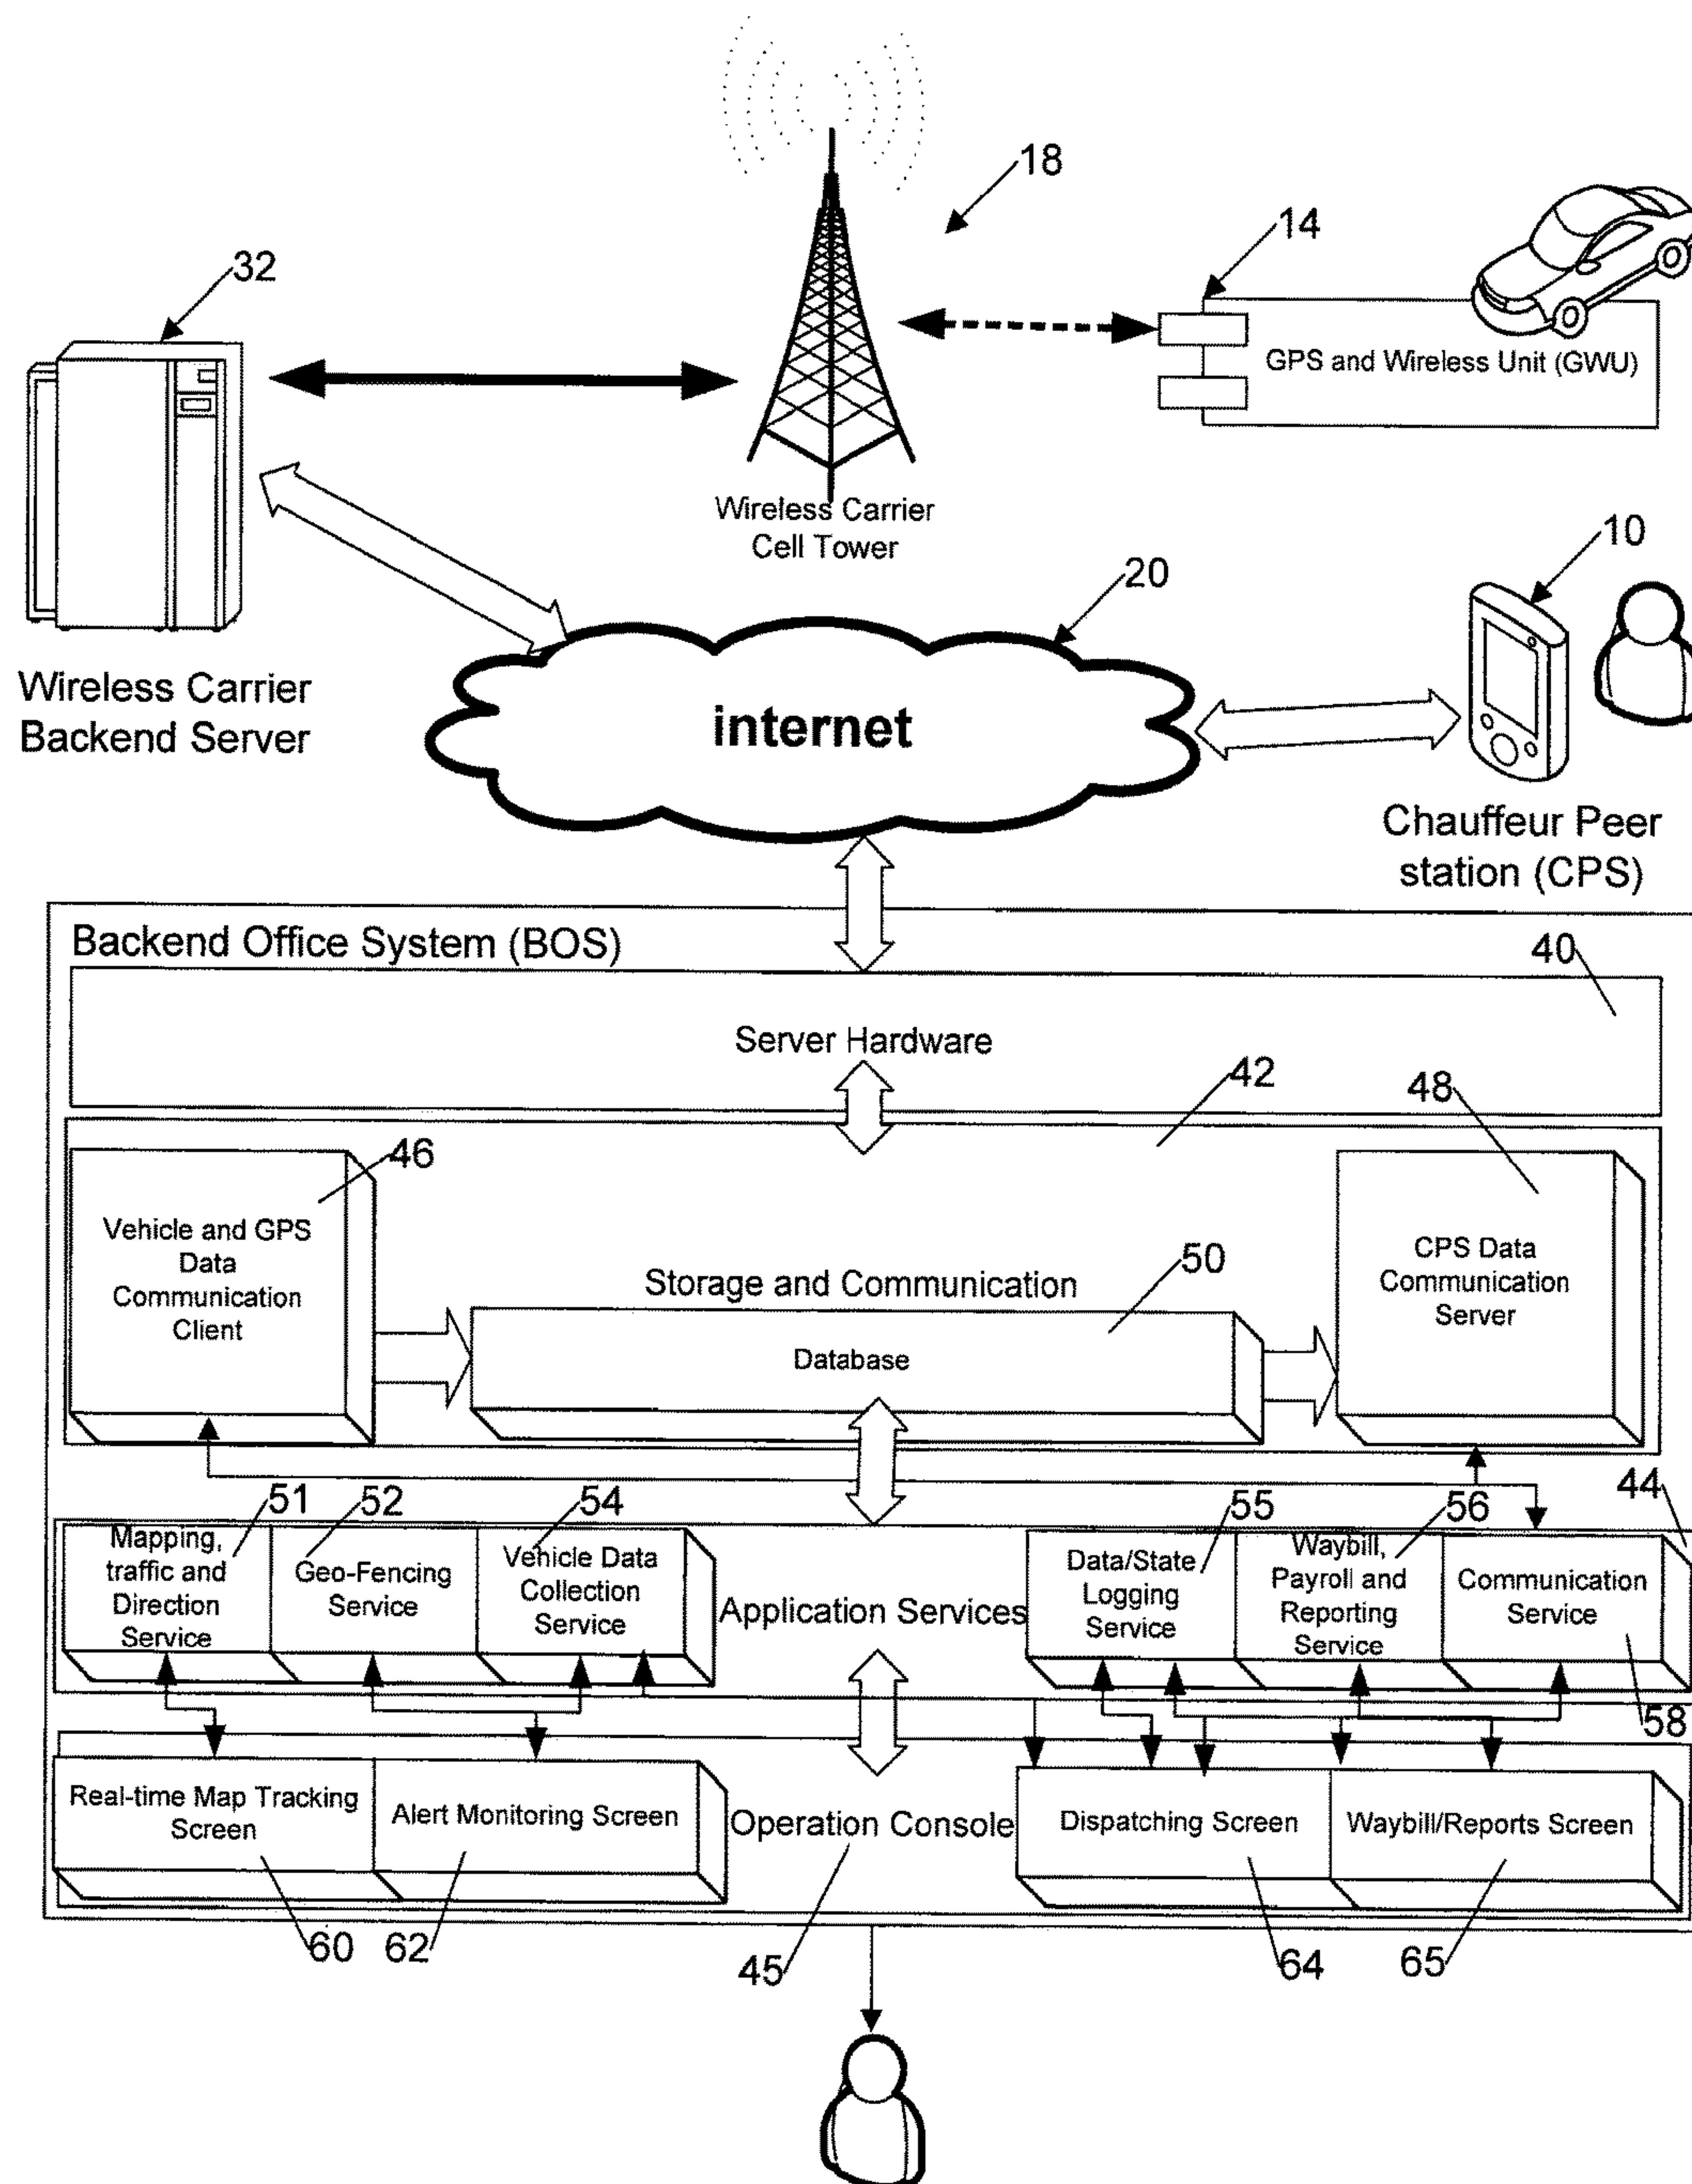 18
14
32
GPS and Wireless Unit (GWU)
Wireless Carrier
Cell Tower
10
20
Wireless Carrier
Backend Server
internet
Chauffeur Peer
station (CPS)
Backend Office System (BOS)
40
Server Hardware
42
48
46
Vehicle and GPS
Data
Communication
Client
50
Storage and Communication
Database
CPS Data
Communication
Server
51
52
54
55
56
44
Mapping,
traffic and
Direction
Service
Geo-Fencing
Service
Vehicle Data
Collection
Service
Application Services
Data/State
Logging
Service
Waybill,
Payroll and
Reporting
Service
Communication
Service
58
Real-time Map Tracking
Screen
Alert Monitoring Screen
Operation Console
Dispatching Screen
Waybill/Reports Screen
60
62
45
64
65